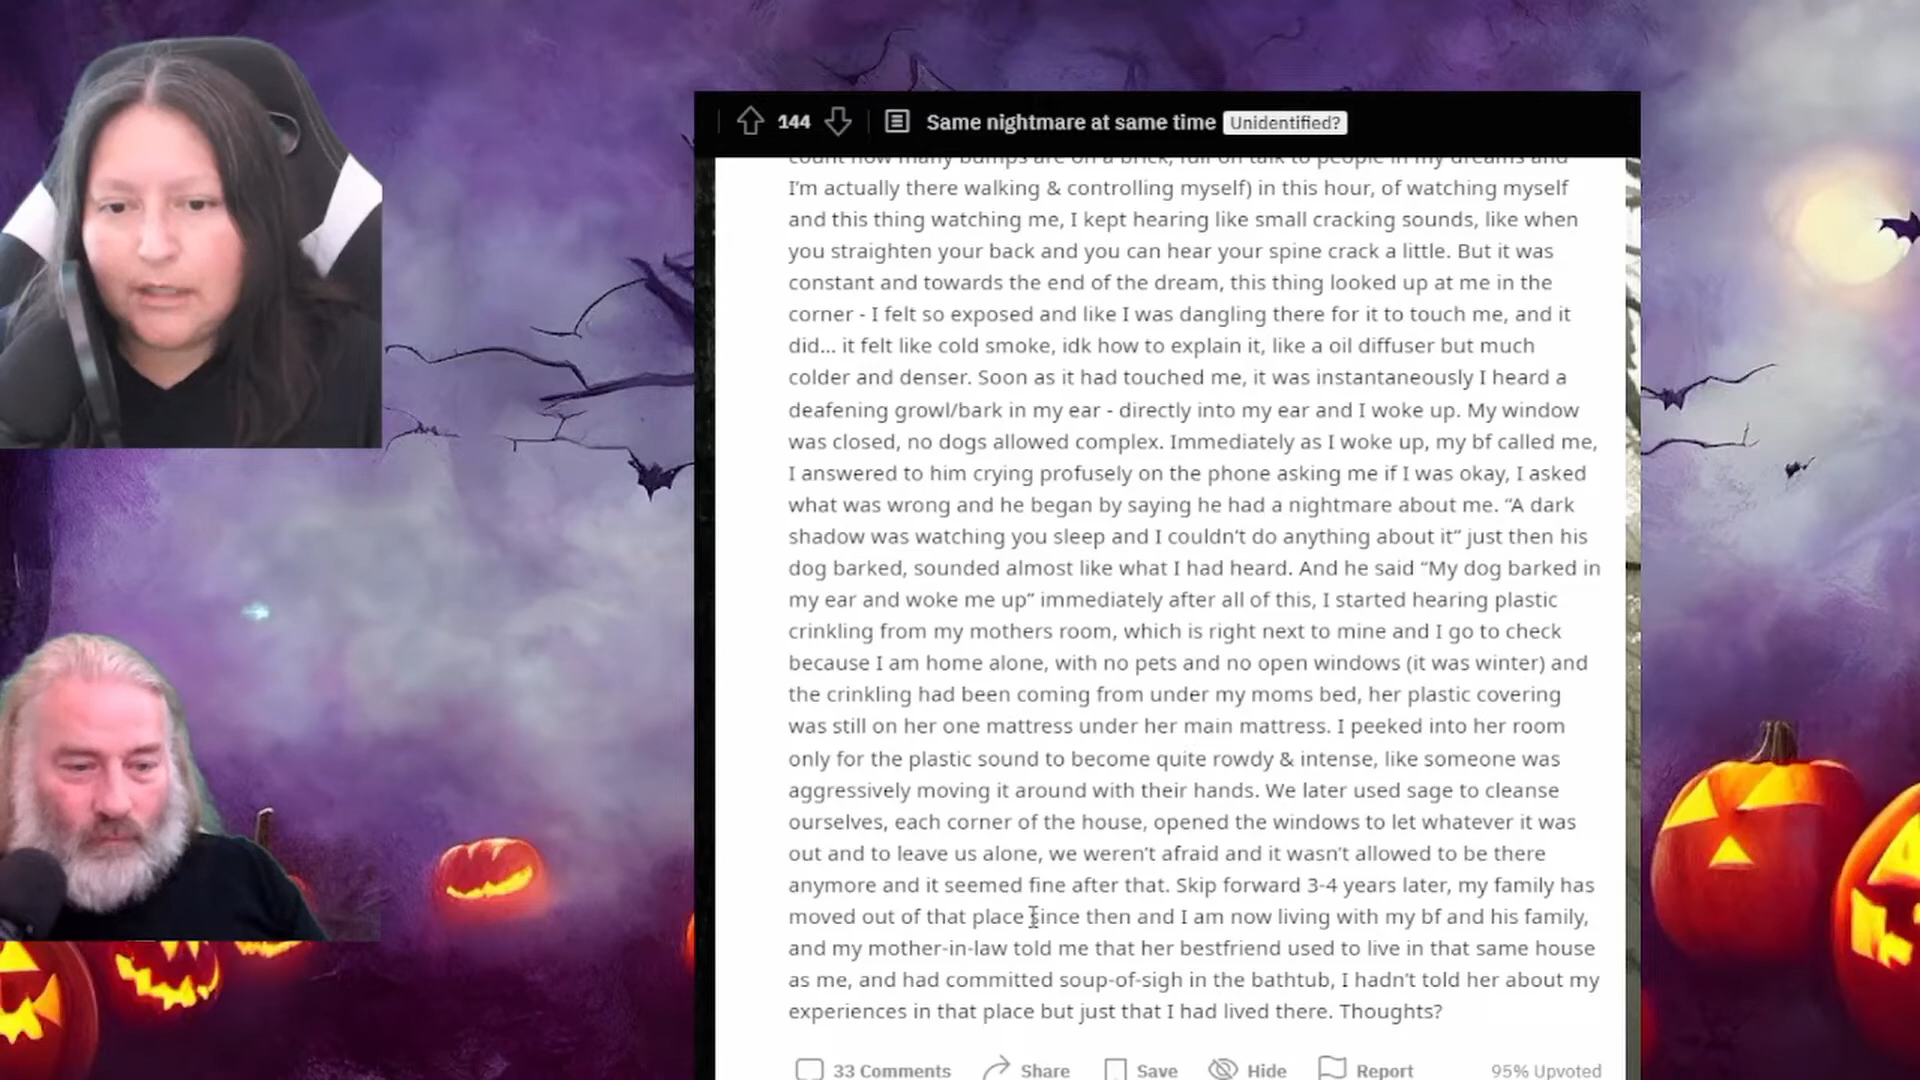 144 Same nightmare at same time Unidentified?
count how many bumps are on a brick, full on talk to people in my dreams and
I'm actually there walking & controlling myself) in this hour, of watching myself
and this thing watching me, I kept hearing like small cracking sounds, like when
you straighten your back and you can hear your spine crack a little. But it was
constant and towards the end of the dream, this thing looked up at me in the
corner - I felt so exposed and like I was dangling there for it to touch me, and it
did... it felt like cold smoke, idk how to explain it, like a oil diffuser but much
colder and denser. Soon as it had touched me, it was instantaneously I heard a
deafening growl/bark in my ear - directly into my ear and I woke up. My window
was closed, no dogs allowed complex. Immediately as I woke up, my bf called me,
I answered to him crying profusely on the phone asking me if I was okay, I asked
what was wrong and he began by saying he had a nightmare about me. “A dark
shadow was watching you sleep and I couldn't do anything about it” just then his
dog barked, sounded almost like what I had heard. And he said “My dog barked in
my ear and woke me up” immediately after all of this, I started hearing plastic
crinkling from my mothers room, which is right next to mine and I go to check
because I am home alone, with no pets and no open windows (it was winter) and
the crinkling had been coming from under my moms bed, her plastic covering
was still on her one mattress under her main mattress. I peeked into her room
only for the plastic sound to become quite rowdy & intense, like someone was
aggressively moving it around with their hands. We later used sage to cleanse
ourselves, each corner of the house, opened the windows to let whatever it was
out and to leave us alone, we weren't afraid and it wasn't allowed to be there
anymore and it seemed fine after that. Skip forward 3-4 years later, my family has
moved out of that place since then and I am now living with my bf and his family,
and my mother-in-law told me that her bestfriend used to live in that same house
as me, and had committed soup-of-sigh in the bathtub, I hadn't told her about my
experiences in that place but just that I had lived there. Thoughts?
33 Comments Share Save Hide Report 95% Upvoted